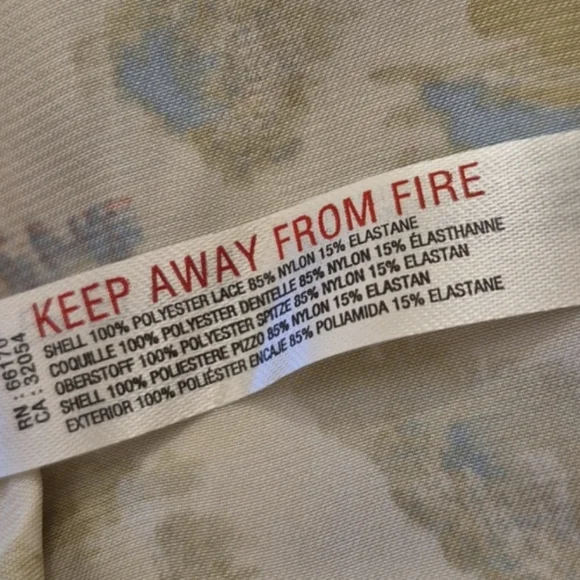 KEEP AWAY FROM FIRE
SHELL 100% POLYESTER LACE 85% NYLON 15% ELASTANE
COQUILLE 100% POLYESTER DENTELLE 85% NYLON 15% ÉLASTHANNE
OBERSTOFF 100% POLYESTER SPITZE 85% NYLON 15% ELASTAN
SHELL 100% POLIESTERE PIZZO 85% NYLON 15% ELASTAN
EXTERIOR 100% POLIÉSTER ENCAJE 85% POLIAMIDA 15% ELASTANE
RN : 66170
CA : 32054